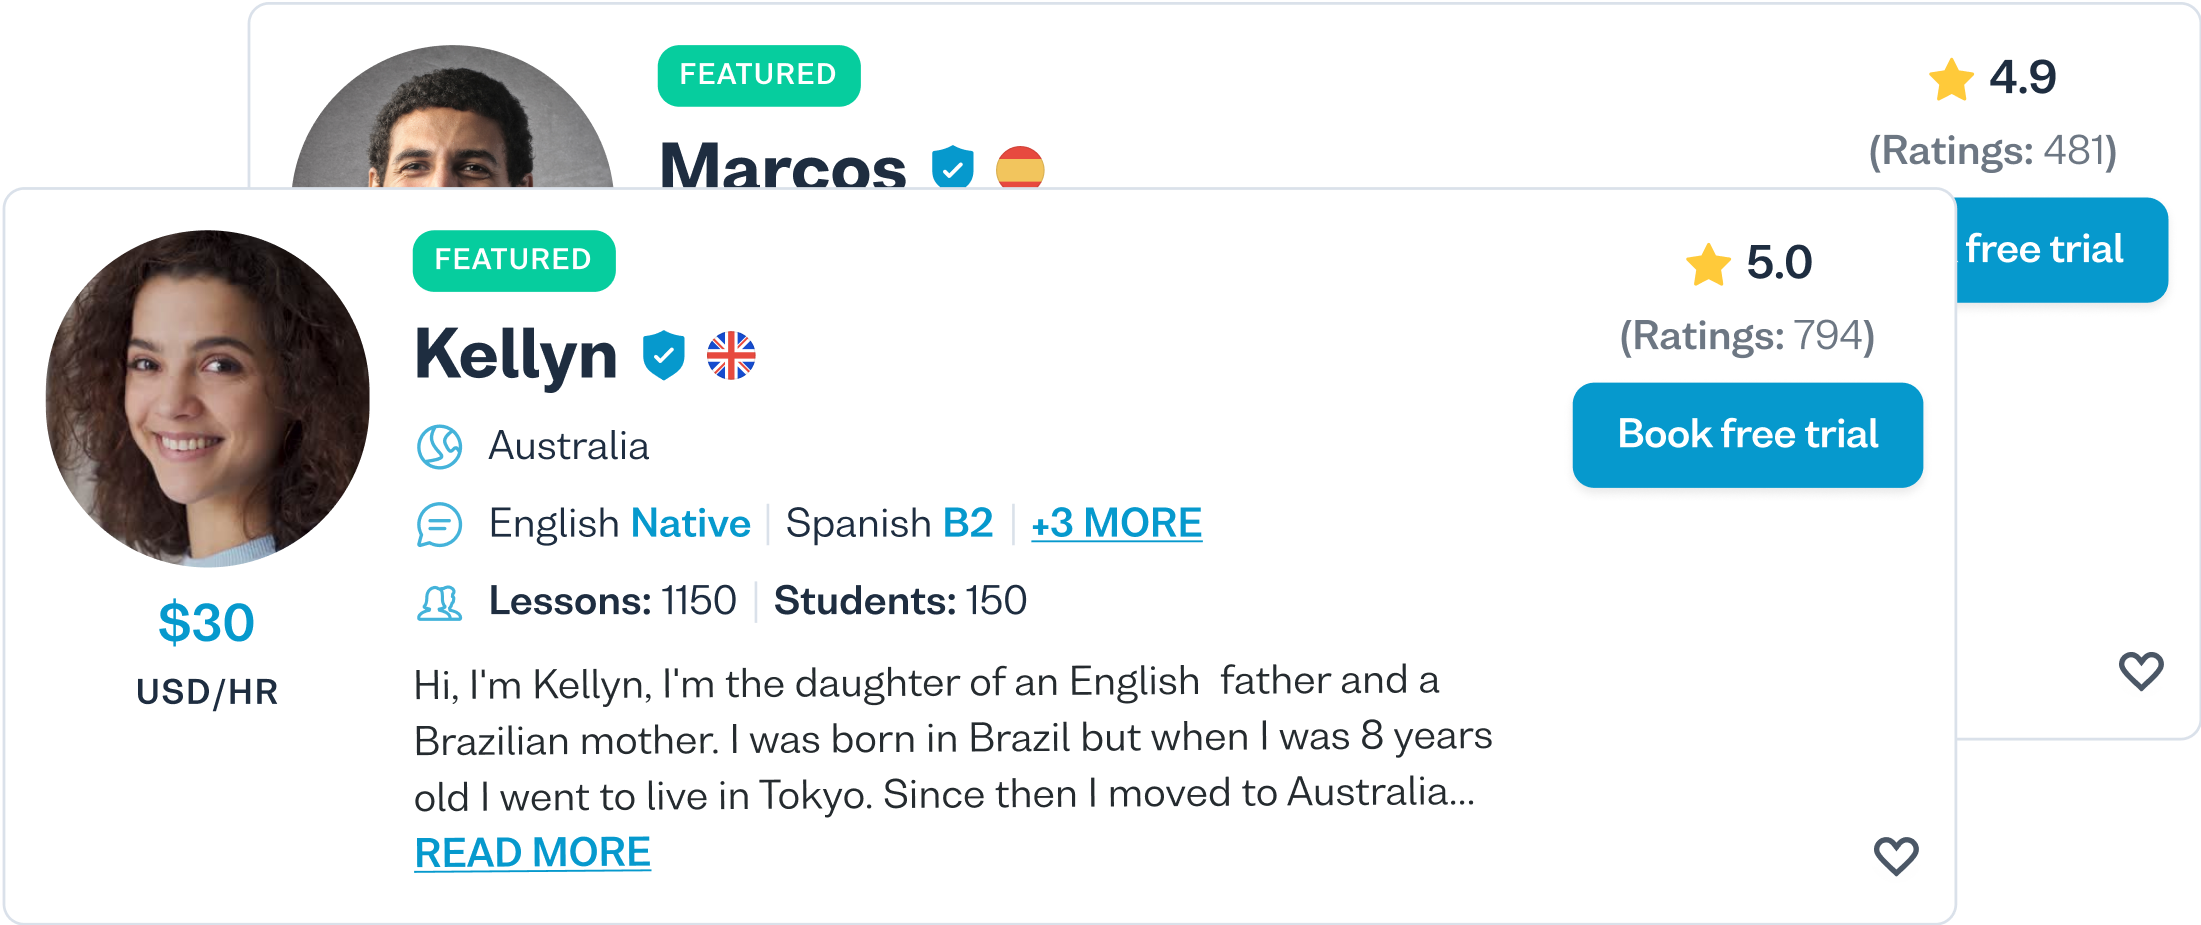 FEATURED
Marcos
4.9
(Ratings: 481)
free trial
FEATURED
Kellyn
5.0
(Ratings: 794)
Book free trial
Australia
English Native | Spanish B2 | +3 MORE
Lessons: 1150 | Students: 150
$30
USD/HR
Hi, I'm Kellyn, I'm the daughter of an English father and a
Brazilian mother. I was born in Brazil but when I was 8 years
old I went to live in Tokyo. Since then I moved to Australia...
READ MORE